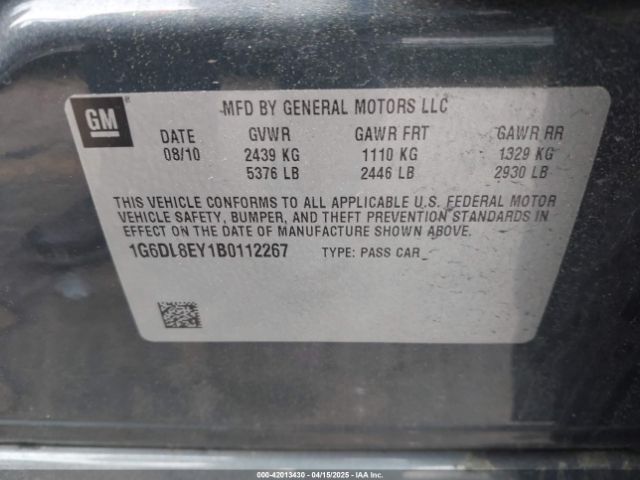 GM
MFD BY GENERAL MOTORS LLC
DATE GVWR GAWR FRT GAWR RR
08/10 2439 KG 1110 KG 1329 KG
5376 LB 2446 LB 2930 LB
THIS VEHICLE CONFORMS TO ALL APPLICABLE U.S. FEDERAL MOTOR
VEHICLE SAFETY, BUMPER, AND THEFT PREVENTION STANDARDS IN
EFFECT ON THE DATE OF MANUFACTURE SHOWN ABOVE.
1G6DL8EY1B0112267 TYPE: PASS CAR
000-42013430 - 04/15/2025 - IAAI.COM